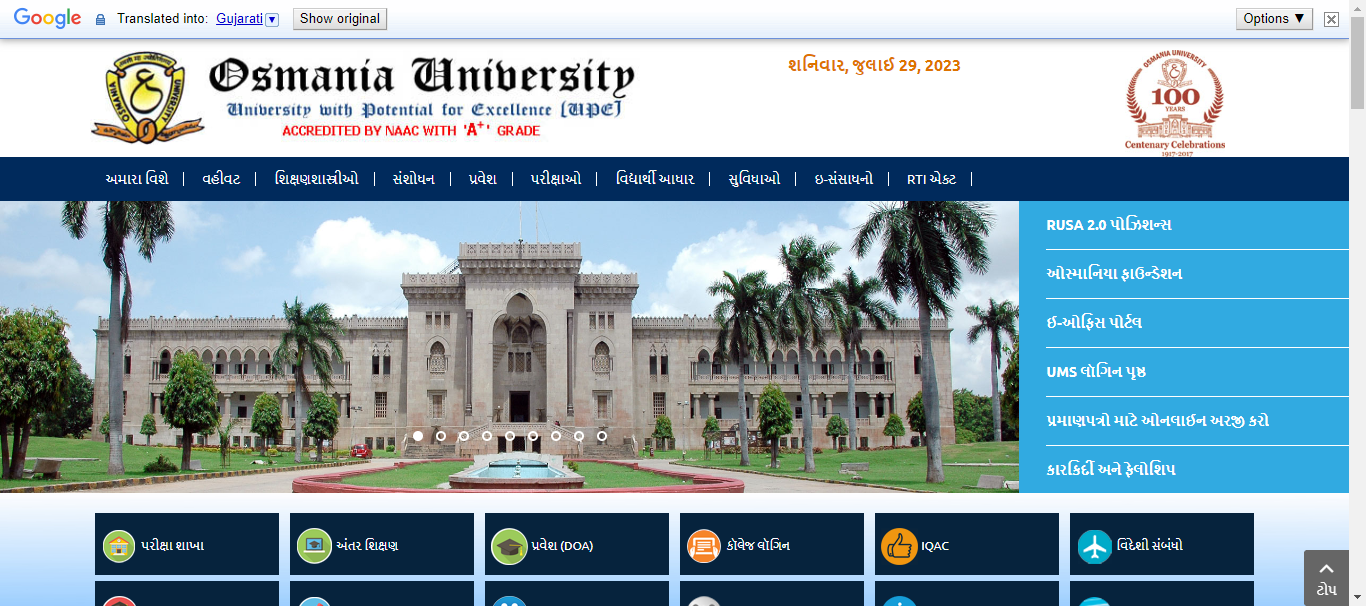 Google Translated into: Gujarati ▼ Show original Options ▼
Osmania University
University with Potential for Excellence [UPE]
ACCREDITED BY NAAC WITH 'A+' GRADE
શનિવાર, જુલાઈ 29, 2023
OSMANIA UNIVERSITY
100
YEARS
Centenary Celebrations
1917-2017
અમારા વિશે | વહીવટ | શિક્ષણશાસ્ત્રીઓ | સંશોધન | પ્રવેશ | પરીક્ષાઓ | વિદ્યાર્થી આધાર | સુવિધાઓ | ઇ-સંસાધનો | RTI એક્ટ |
RUSA 2.0 પોઝિશન્સ
ઓસ્માનિયા ફાઉન્ડેશન
ઈ-ઓફિસ પોર્ટલ
UMS લૉગિન પૃષ્ઠ
પ્રમાણપત્રો માટે ઓનલાઈન અરજી કરો
કારકિર્દી અને ફેલોશિપ
પરીક્ષા શાખા
અંતર શિક્ષણ
પ્રવેશ (DOA)
કૉલેજ લૉગિન
IQAC
વિદેશી સંબંધો
ટોપ